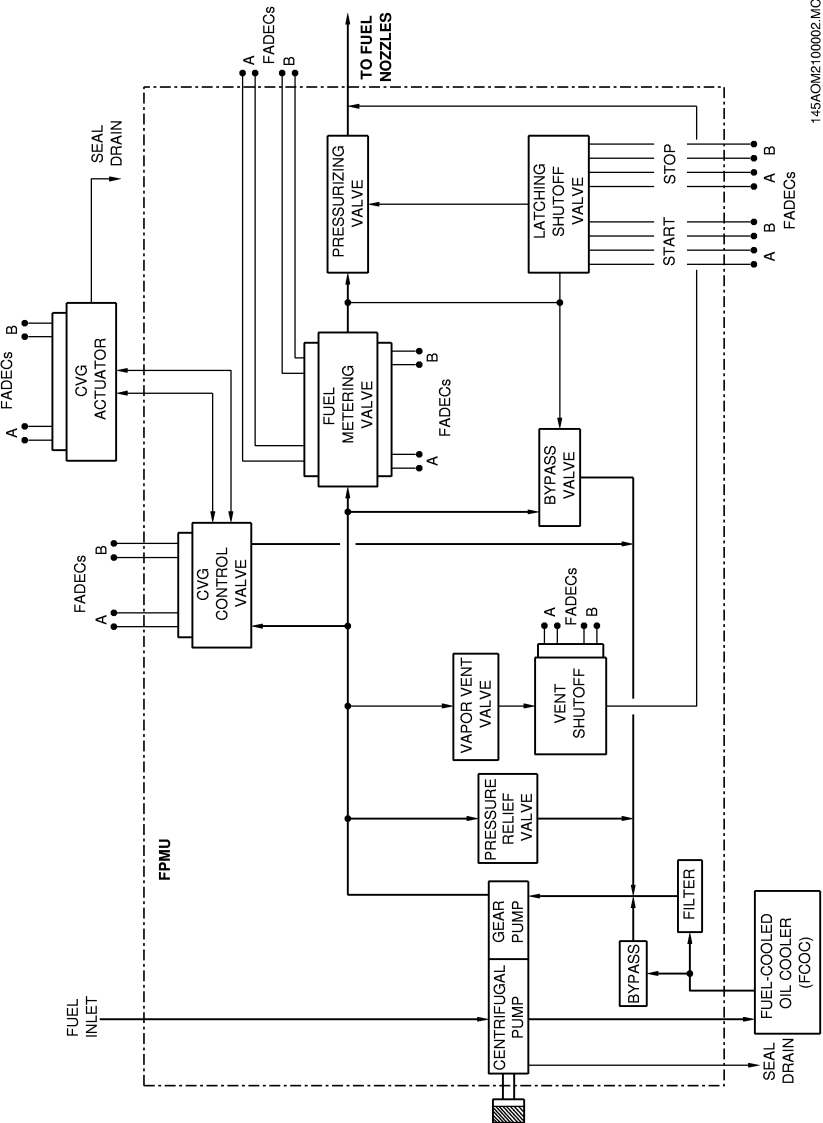 145AOM2100002.MC
TO FUEL
NOZZLES
A
FADECs
B
SEAL
DRAIN
PRESSURIZING
VALVE
LATCHING
SHUTOFF
VALVE
STOP
START
B
A
B
A
FADECs
B
FADECs
A
CVG
ACTUATOR
FUEL
METERING
VALVE
B
FADECs
A
BYPASS
VALVE
B
FADECs
A
CVG
CONTROL
VALVE
A
FADECs
B
VAPOR VENT
VALVE
VENT
SHUTOFF
PRESSURE
RELIEF
VALVE
FPMU
GEAR
PUMP
FILTER
BYPASS
FUEL-COOLED
OIL COOLER
(FCOC)
CENTRIFUGAL
PUMP
FUEL
INLET
SEAL
DRAIN